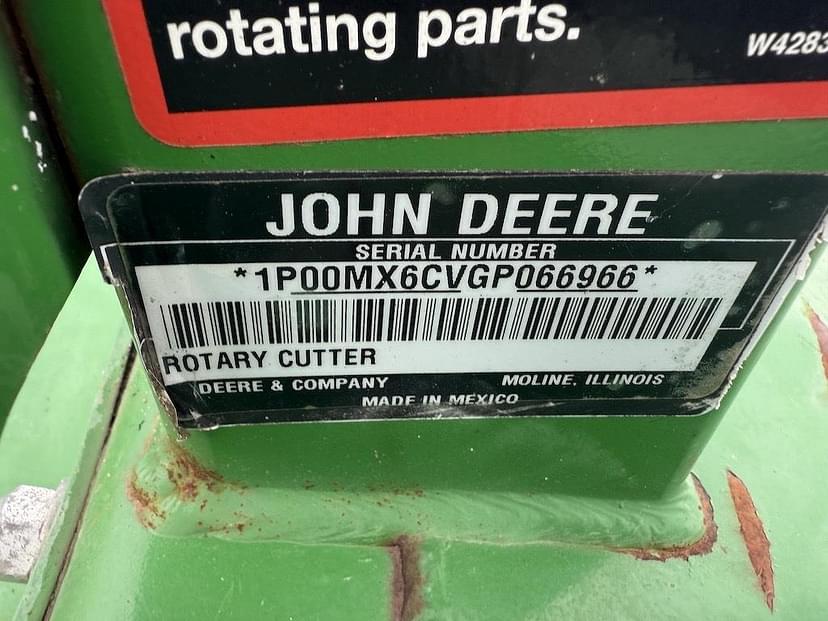 rotating parts.
W4283
JOHN DEERE
SERIAL NUMBER
*1P00MX6CVGP066966*
ROTARY CUTTER
DEERE & COMPANY MOLINE, ILLINOIS
MADE IN MEXICO